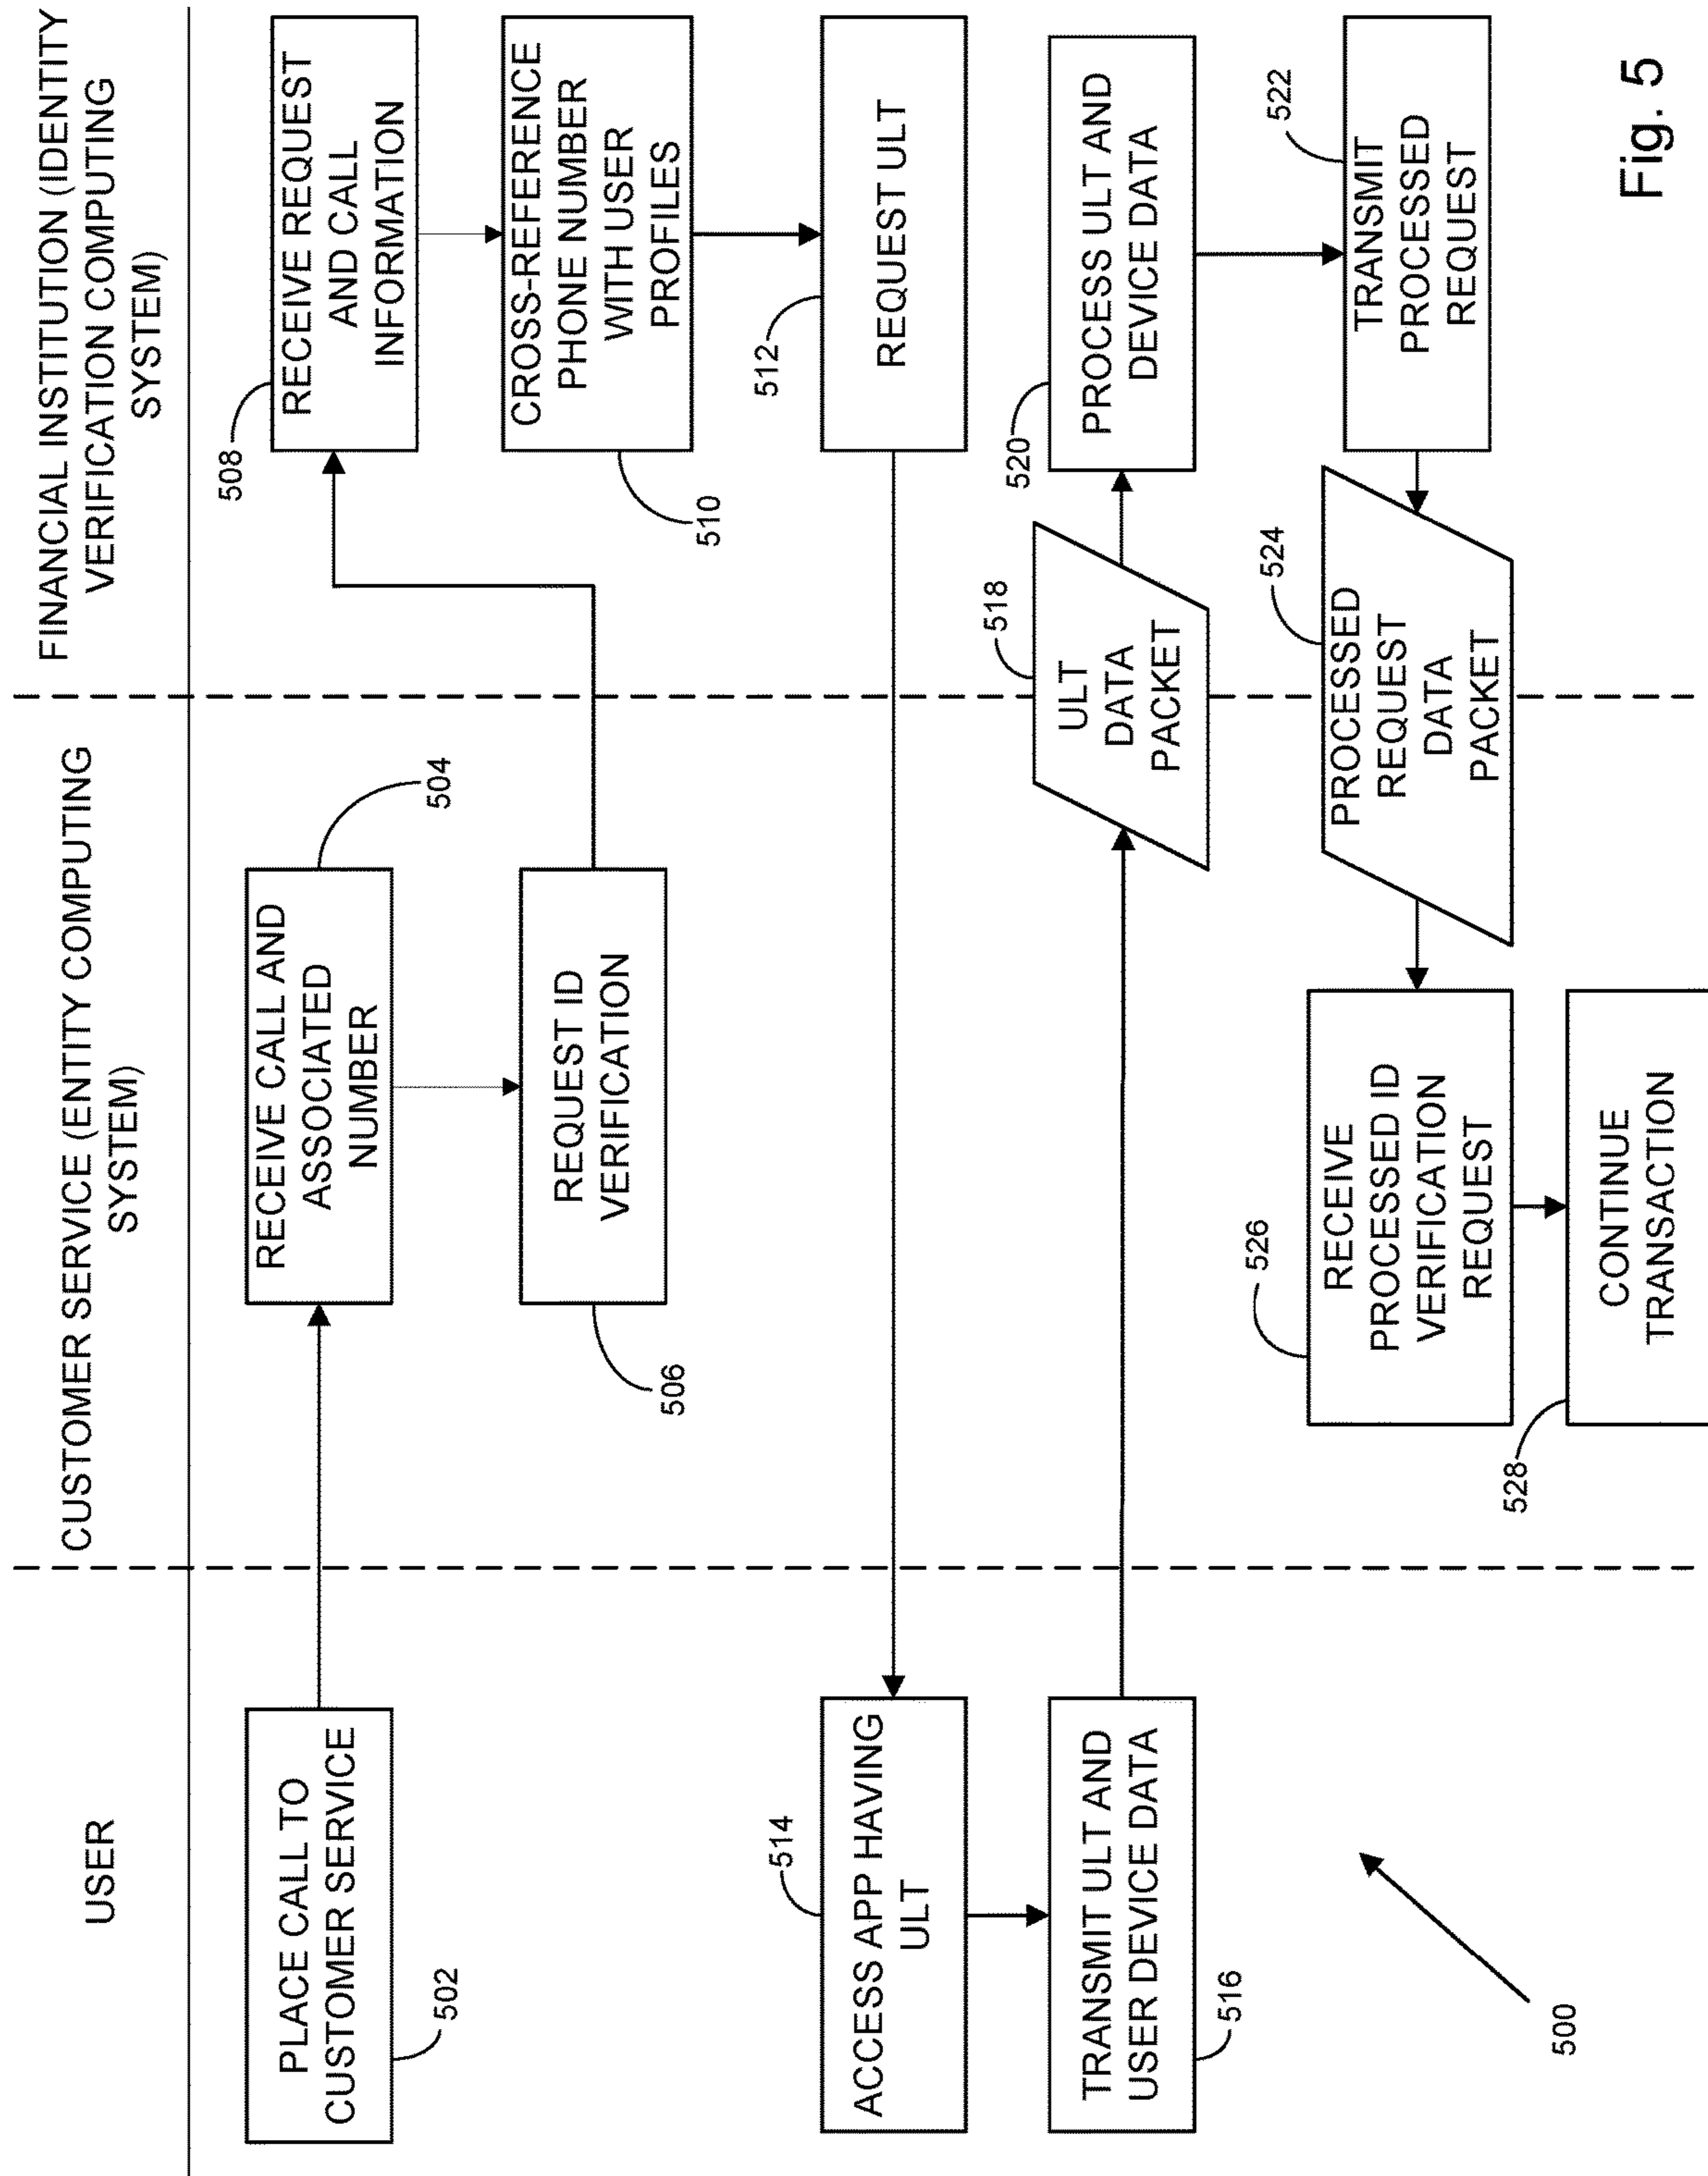 USER
CUSTOMER SERVICE (ENTITY COMPUTING
SYSTEM)
FINANCIAL INSTITUTION (IDENTITY
VERIFICATION COMPUTING
SYSTEM)
PLACE CALL TO
CUSTOMER SERVICE
502
RECEIVE CALL AND
ASSOCIATED
NUMBER
504
REQUEST ID
VERIFICATION
506
508
RECEIVE REQUEST
AND CALL
INFORMATION
CROSS-REFERENCE
PHONE NUMBER
WITH USER
PROFILES
510
512
REQUEST ULT
514
ACCESS APP HAVING
ULT
TRANSMIT ULT AND
USER DEVICE DATA
516
518
ULT
DATA
PACKET
520
PROCESS ULT AND
DEVICE DATA
522
TRANSMIT
PROCESSED
REQUEST
524
PROCESSED
REQUEST
DATA
PACKET
526
RECEIVE
PROCESSED ID
VERIFICATION
REQUEST
528
CONTINUE
TRANSACTION
500
Fig. 5